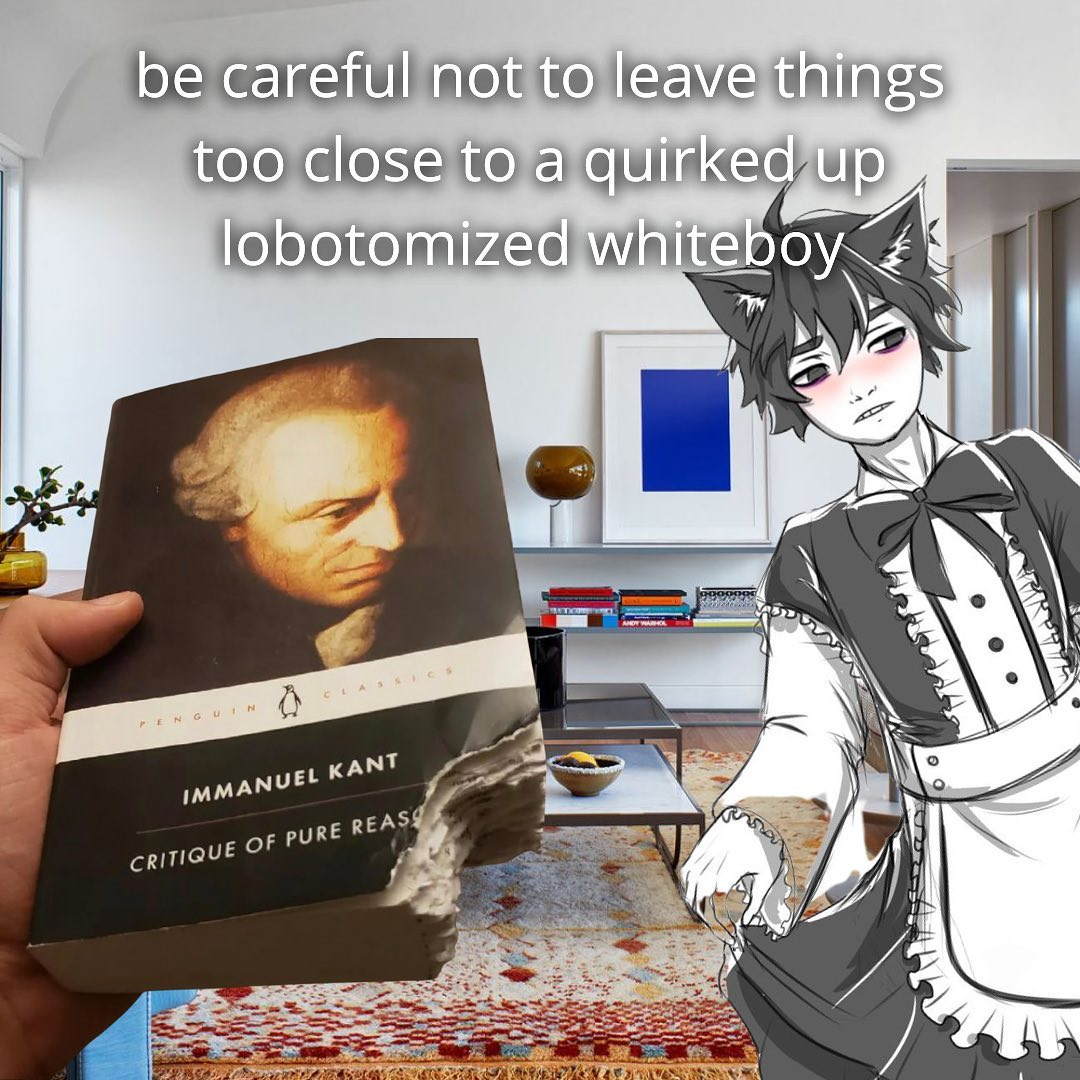 be careful not to leave things
too close to a quirked up
lobotomized whiteboy
PENGUIN CLASSICS
IMMANUEL KANT
CRITIQUE OF PURE REASO
ANDY WARHOL